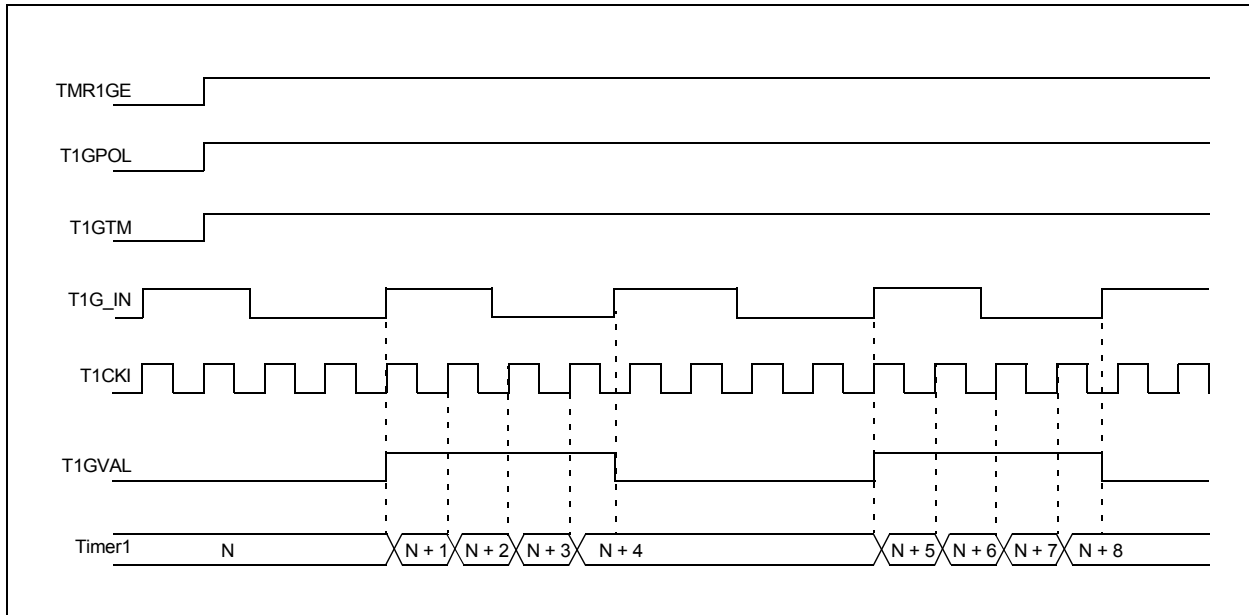 TMR1GE
T1GPOL
T1GTM
T1G_IN
T1CKI
T1GVAL
Timer1 N N + 1 N + 2 N + 3 N + 4 N + 5 N + 6 N + 7 N + 8